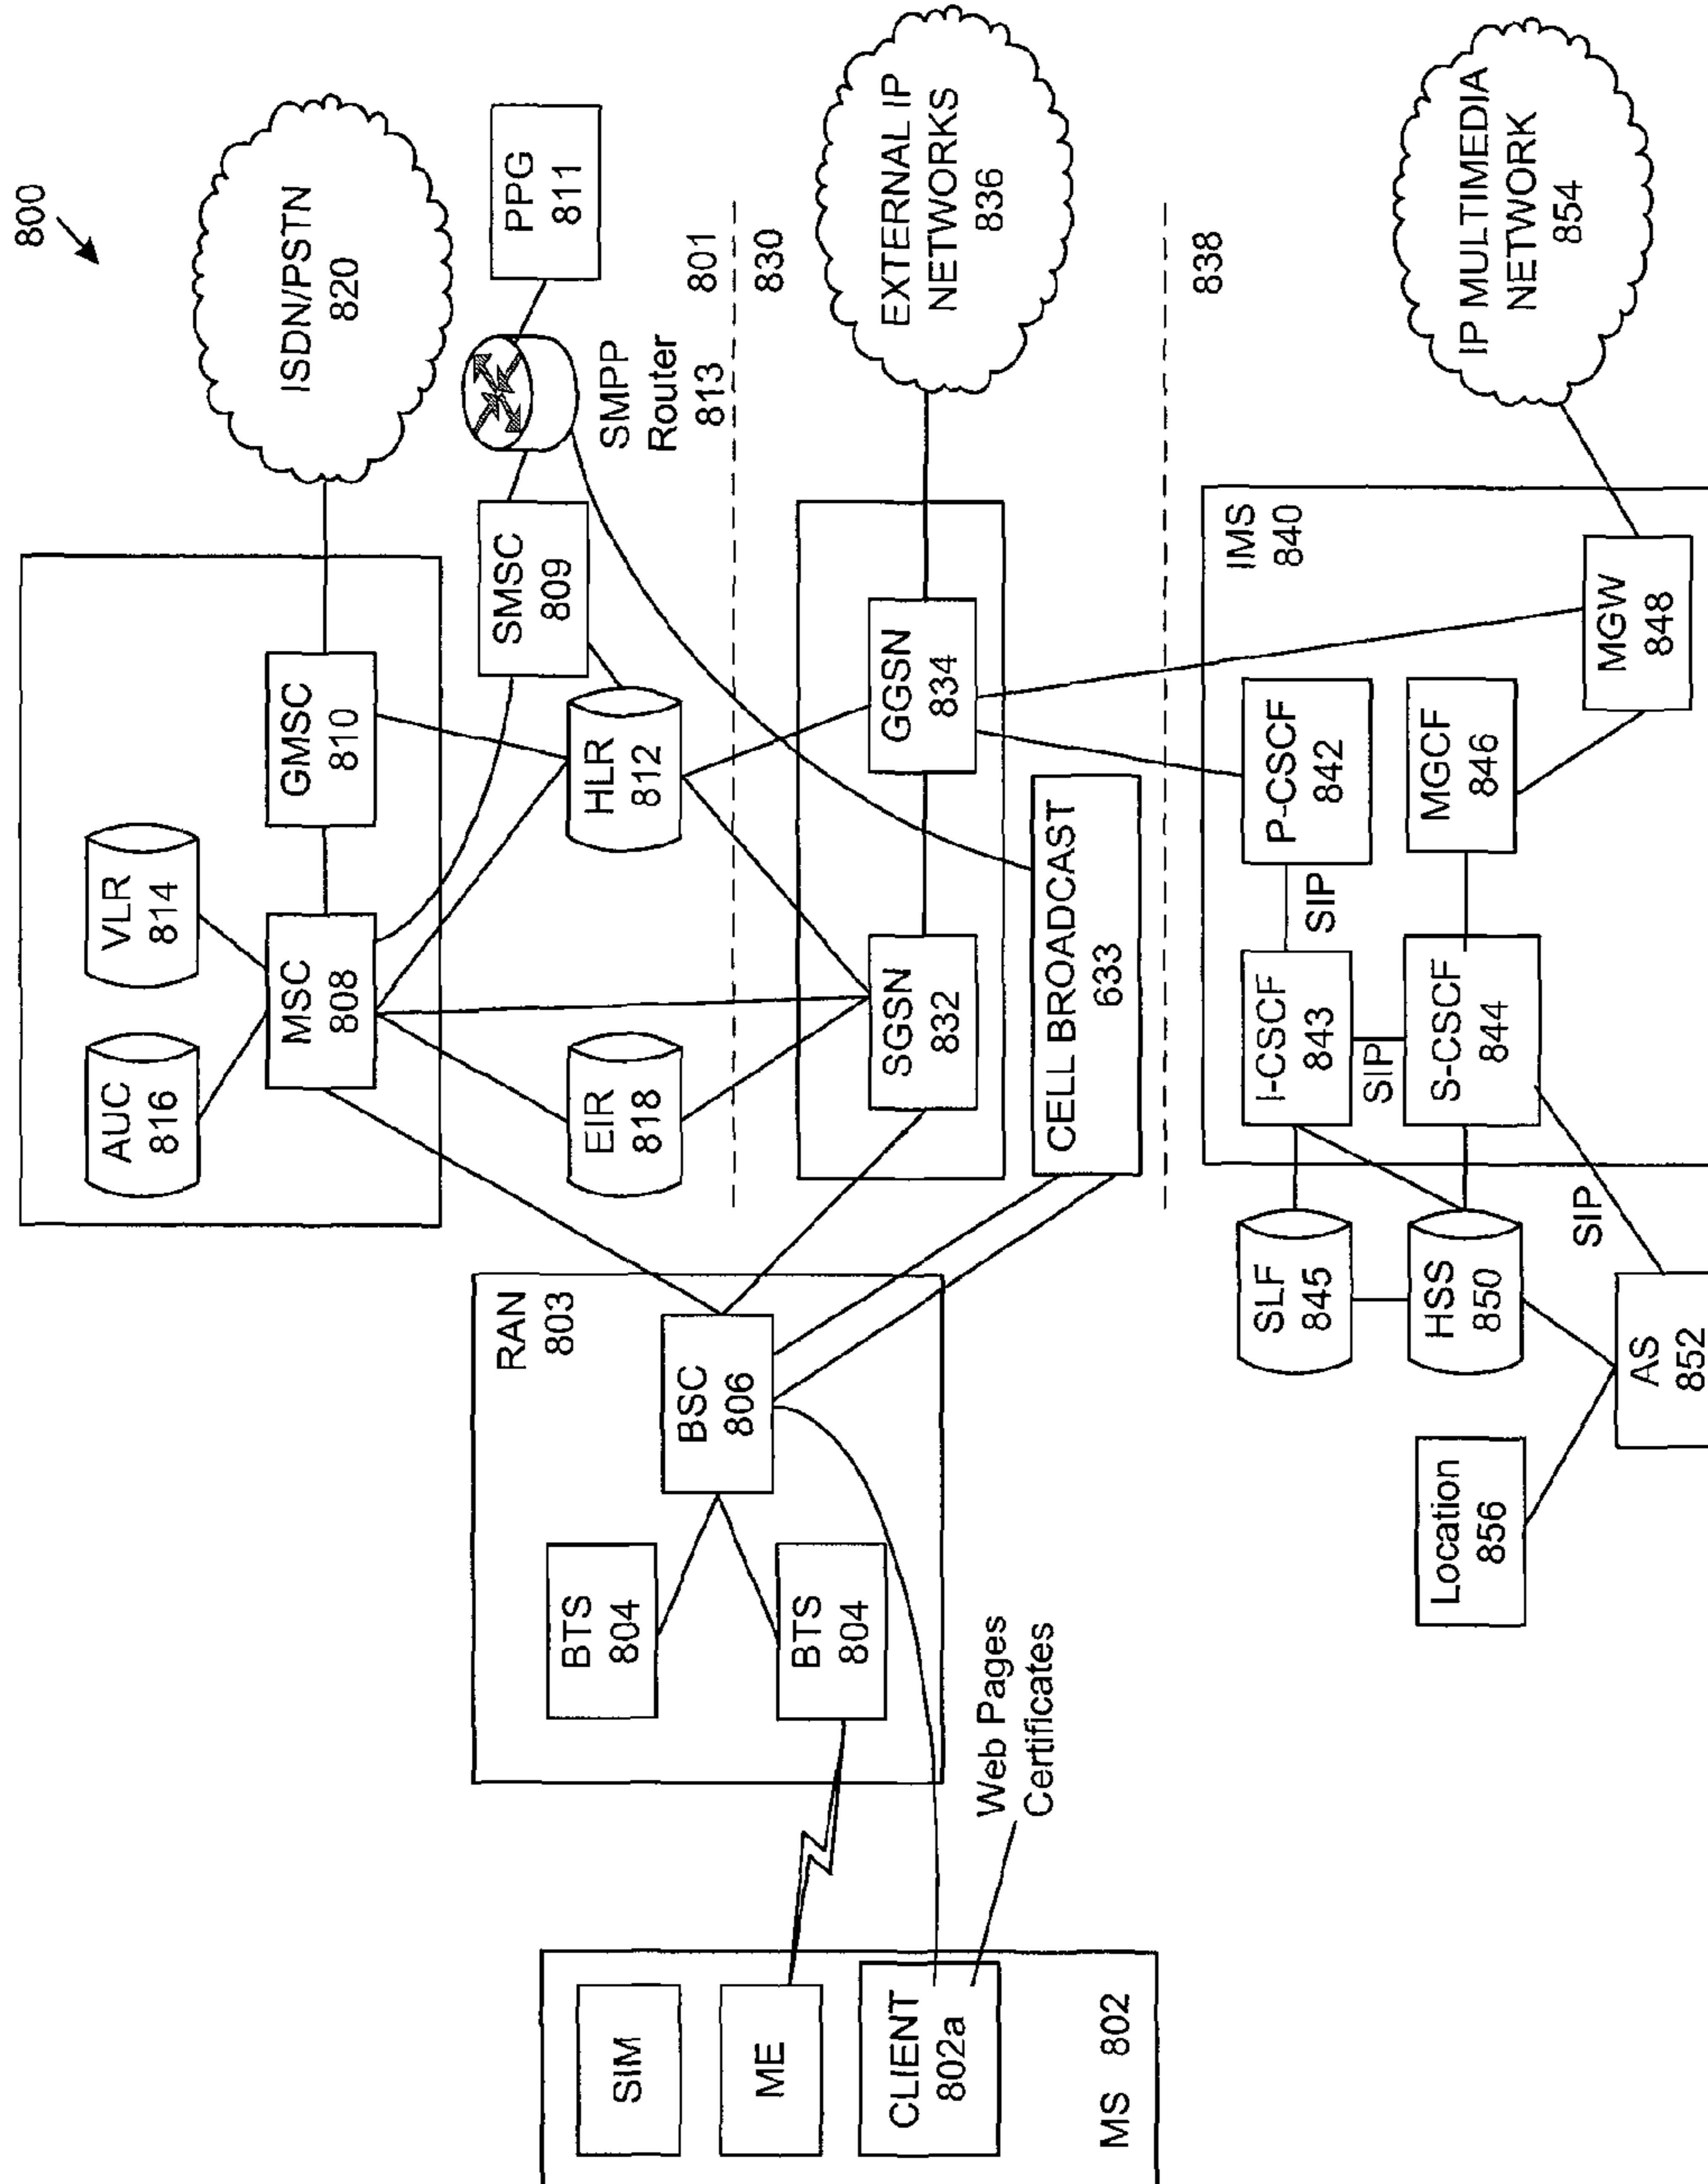 800
AUC
816
VLR
814
MSC
808
GMSC
810
ISDN/PSTN
820
SMSC
809
PPG
811
SMPP
Router
813
EIR
818
HLR
812
801
830
RAN
803
BTS
804
BTS
804
BSC
806
SGSN
832
GGSN
834
EXTERNAL IP
NETWORKS
836
CELL BROADCAST
633
SIM
ME
CLIENT
802a
MS 802
Web Pages
Certificates
838
IMS
840
SLF
845
I-CSCF
843
SIP
P-CSCF
842
SIP
HSS
850
S-CSCF
844
MGCF
846
MGW
848
IP MULTIMEDIA
NETWORK
854
SIP
Location
856
AS
852